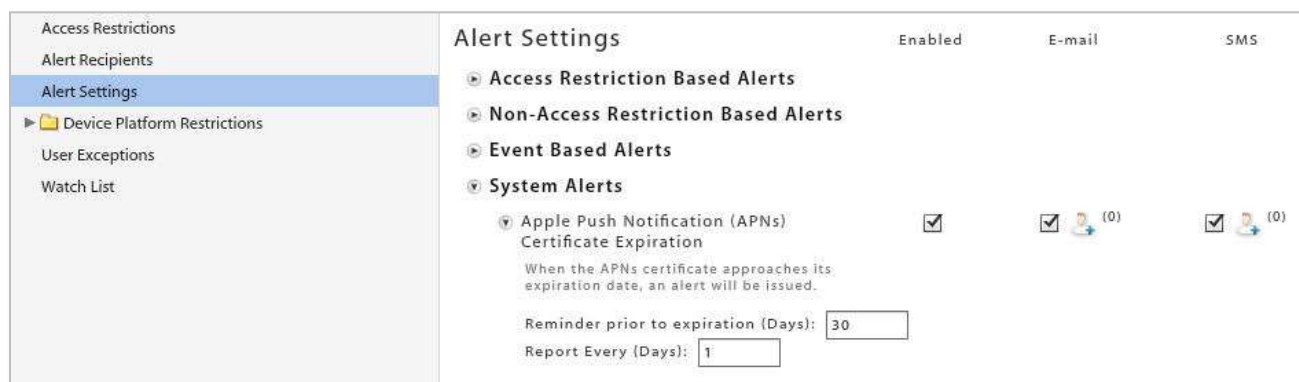 Access Restrictions
Alert Recipients
Alert Settings
Device Platform Restrictions
User Exceptions
Watch List
Alert Settings Enabled E-mail SMS
Access Restriction Based Alerts
Non-Access Restriction Based Alerts
Event Based Alerts
System Alerts
Apple Push Notification (APNs) (0) (0)
Certificate Expiration
When the APNs certificate approaches its
expiration date, an alert will be issued.
Reminder prior to expiration (Days): 30
Report Every (Days): 1